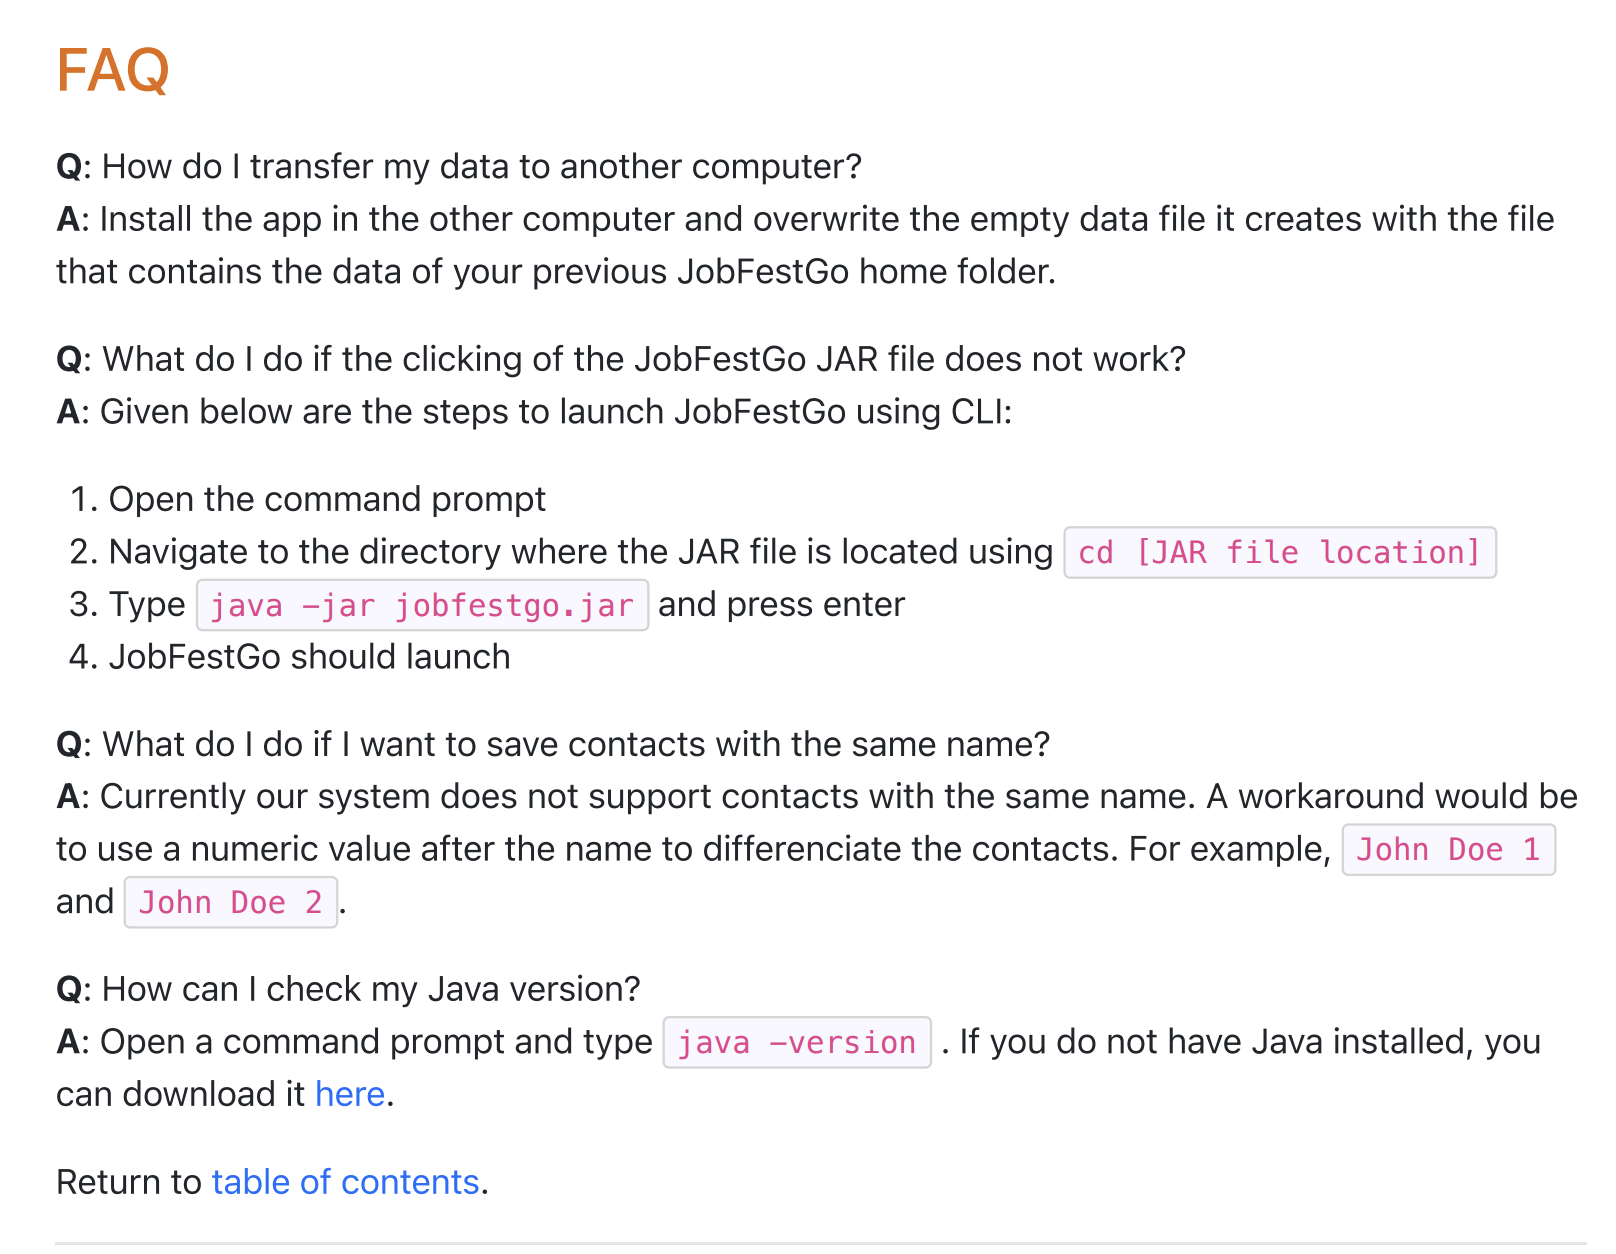 FAQ
Q: How do I transfer my data to another computer?
A: Install the app in the other computer and overwrite the empty data file it creates with the file
that contains the data of your previous JobFestGo home folder.
Q: What do I do if the clicking of the JobFestGo JAR file does not work?
A: Given below are the steps to launch JobFestGo using CLI:
1. Open the command prompt
2. Navigate to the directory where the JAR file is located using cd [JAR file location]
3. Type java -jar jobfestgo.jar and press enter
4. JobFestGo should launch
Q: What do I do if I want to save contacts with the same name?
A: Currently our system does not support contacts with the same name. A workaround would be
to use a numeric value after the name to differenciate the contacts. For example, John Doe 1
and John Doe 2.
Q: How can I check my Java version?
A: Open a command prompt and type java -version . If you do not have Java installed, you
can download it here.
Return to table of contents.